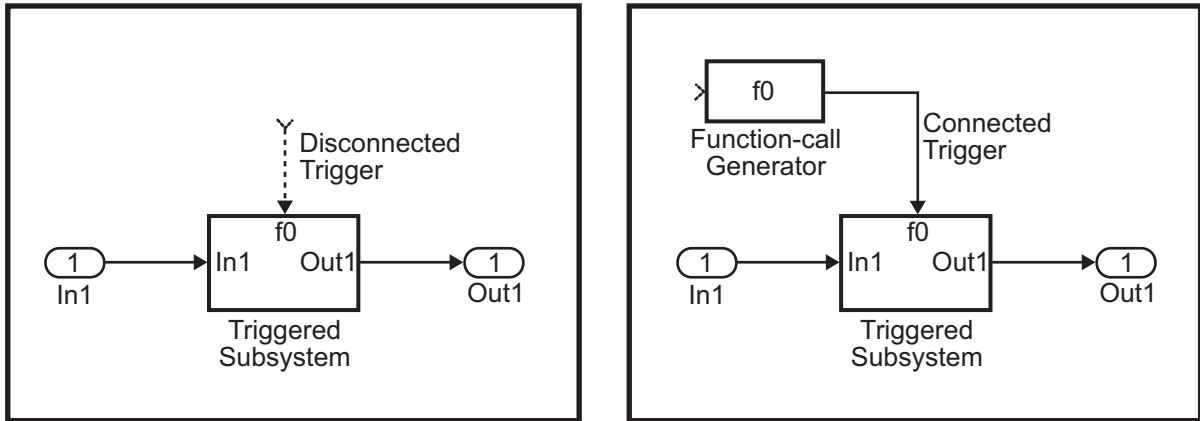 Disconnected
Trigger
f0
1
In1
In1
Out1
1
Out1
Triggered
Subsystem
f0
Function-call
Generator
Connected
Trigger
f0
1
In1
In1
Out1
1
Out1
Triggered
Subsystem